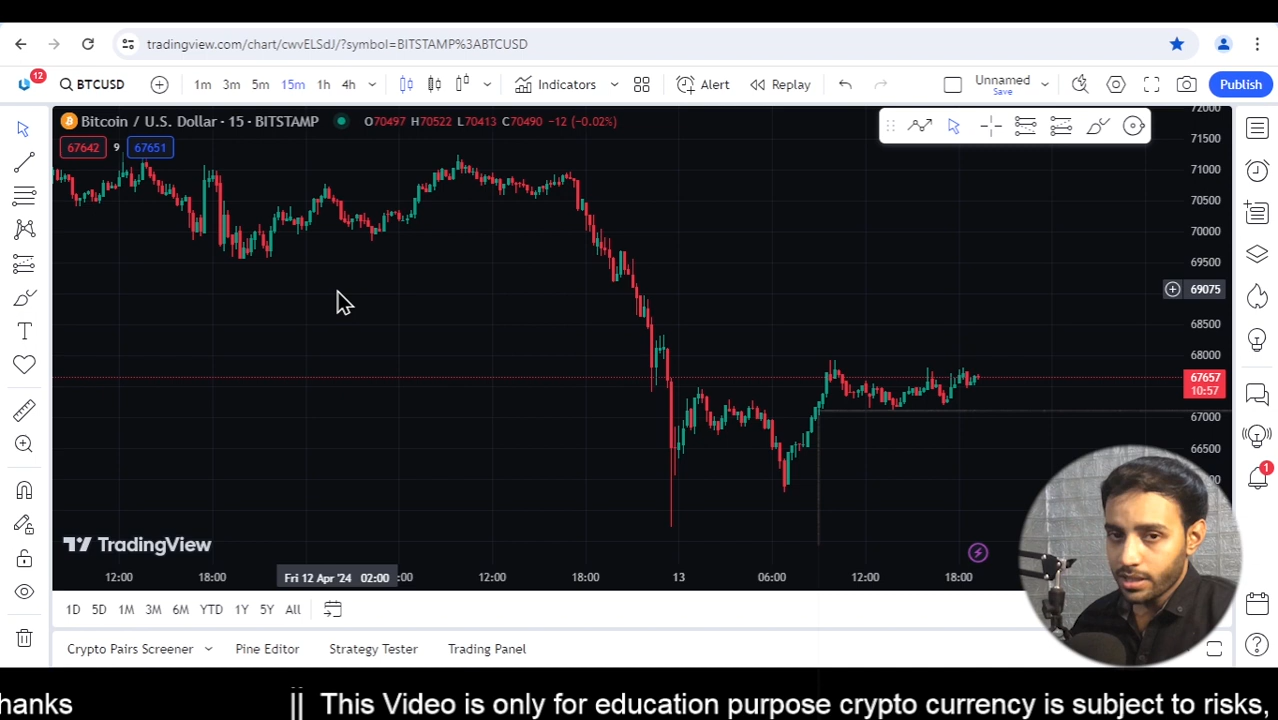 tradingview.com/chart/cwvELSdJ/?symbol=BITSTAMP%3ABTCUSD
12
BTCUSD 1m 3m 5m 15m 1h 4h Indicators Alert Replay Unnamed Save Publish
Bitcoin / U.S. Dollar · 15 · BITSTAMP O70497 H70522 L70413 C70490 −12 (−0.02%)
67642 9 67651
72000
71500
71000
70500
70000
69500
69075
68500
68000
67657
10:57
67000
66500
1
TradingView
12:00 18:00 Fri 12 Apr '24 02:00 :00 12:00 18:00 13 06:00 12:00 18:00
1D 5D 1M 3M 6M YTD 1Y 5Y All
Crypto Pairs Screener Pine Editor Strategy Tester Trading Panel
hanks || This Video is only for education purpose crypto currency is subject to risks,